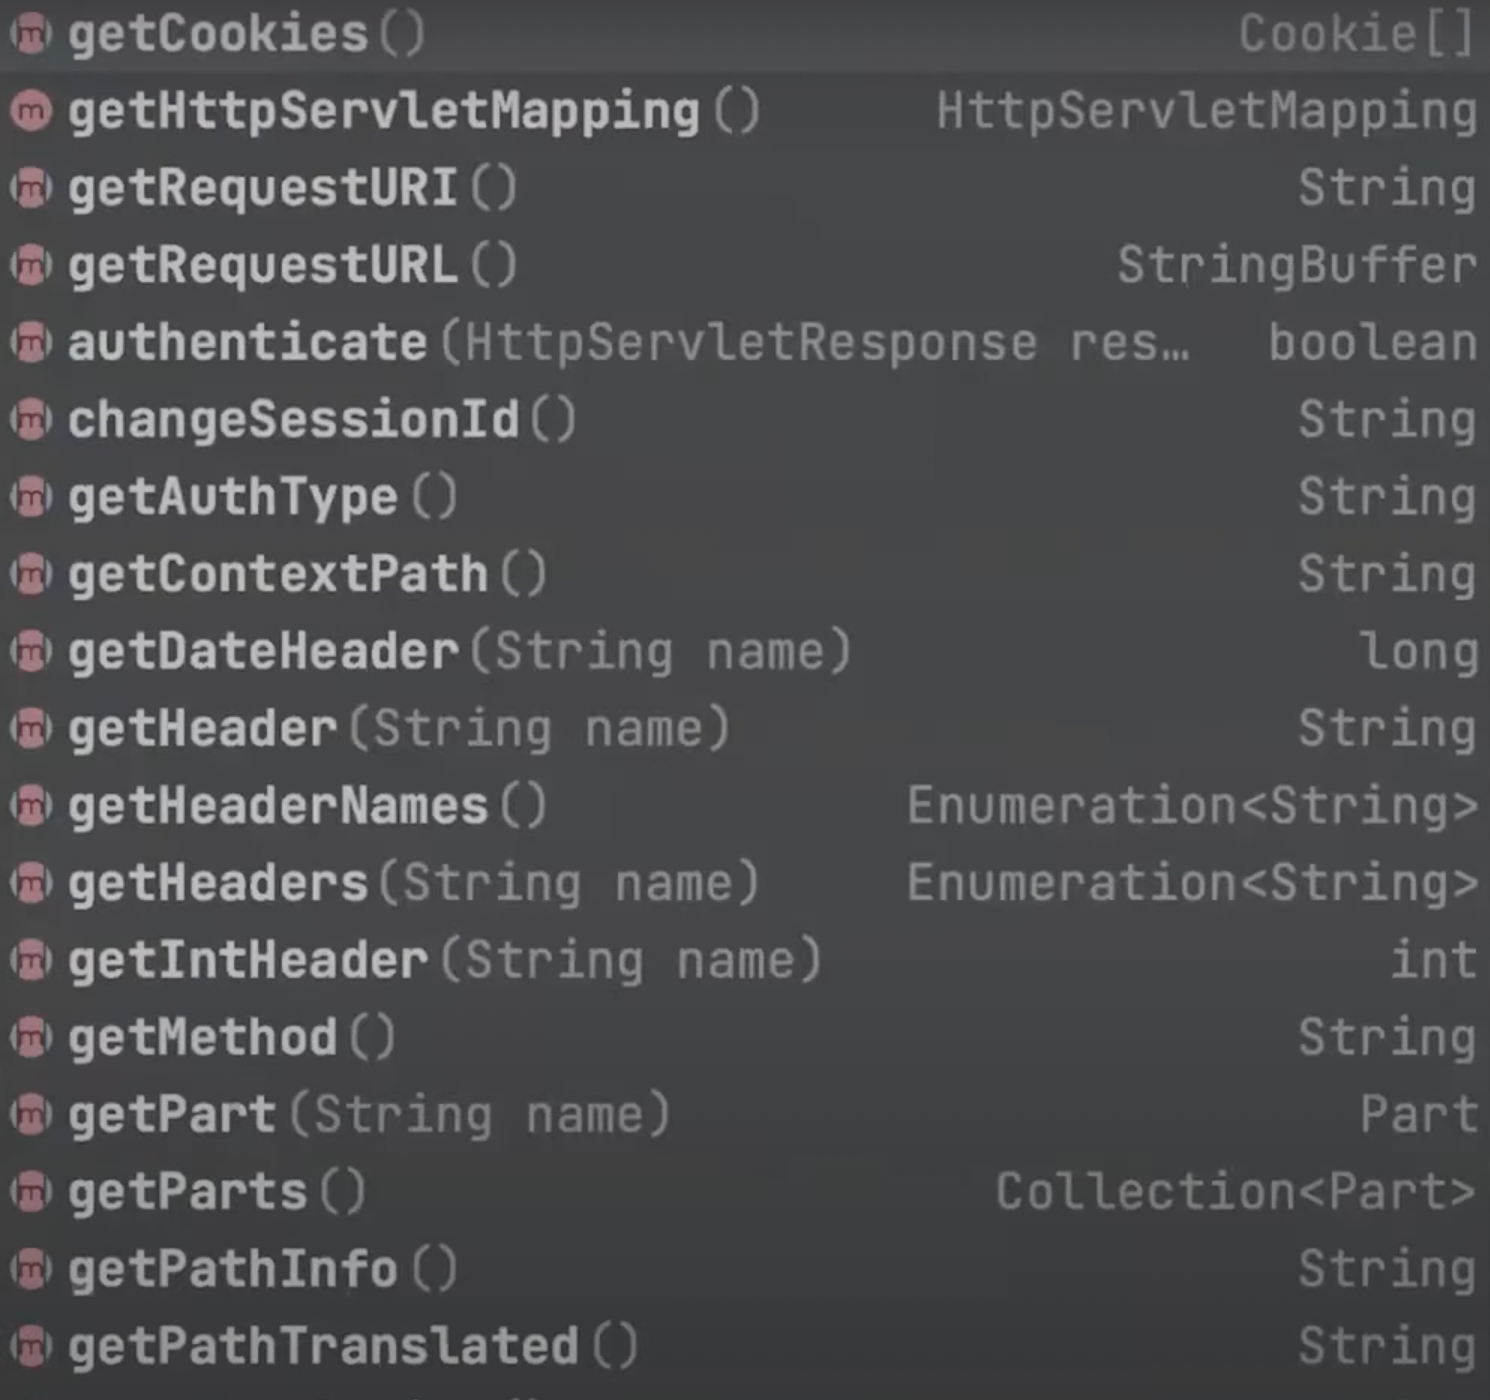 getCookies() Cookie[]
getHttpServletMapping() HttpServletMapping
getRequestURI() String
getRequestURL() StringBuffer
authenticate(HttpServletResponse res… boolean
changeSessionId() String
getAuthType() String
getContextPath() String
getDateHeader(String name) long
getHeader(String name) String
getHeaderNames() Enumeration<String>
getHeaders(String name) Enumeration<String>
getIntHeader(String name) int
getMethod() String
getPart(String name) Part
getParts() Collection<Part>
getPathInfo() String
getPathTranslated() String